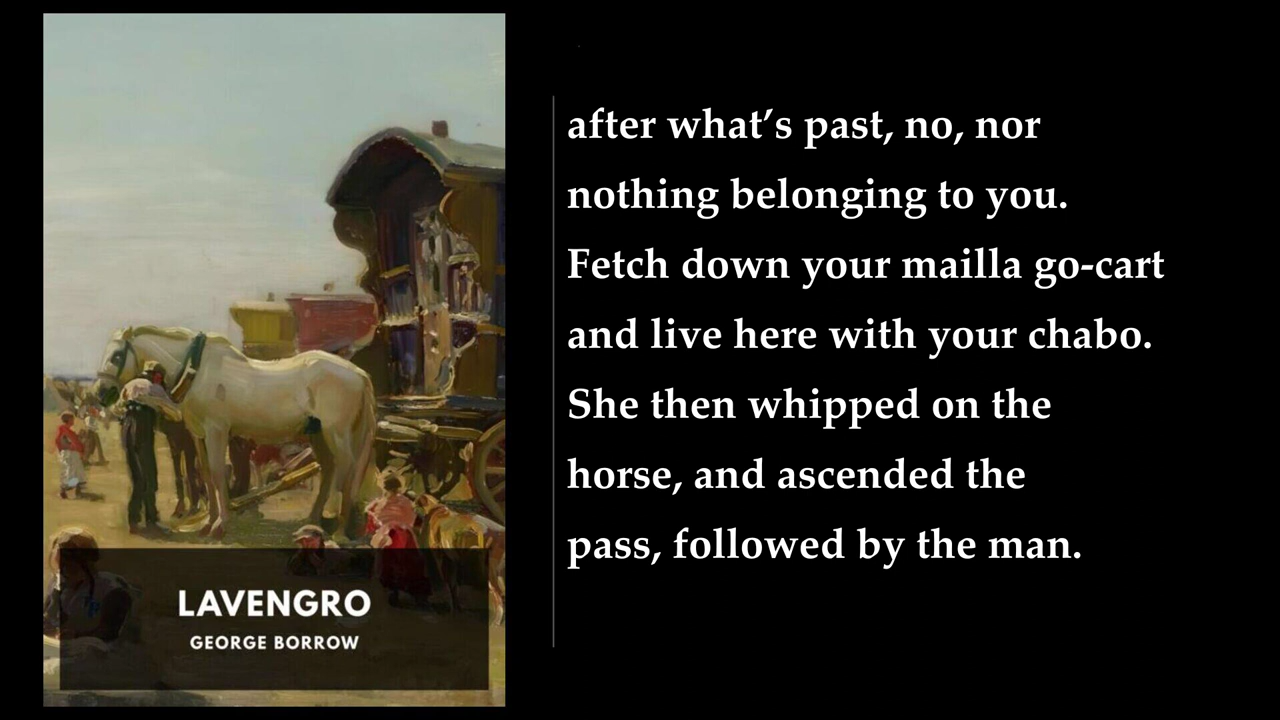 LAVENGRO
GEORGE BORROW
after what’s past, no, nor
nothing belonging to you.
Fetch down your mailla go-cart
and live here with your chabo.
She then whipped on the
horse, and ascended the
pass, followed by the man.